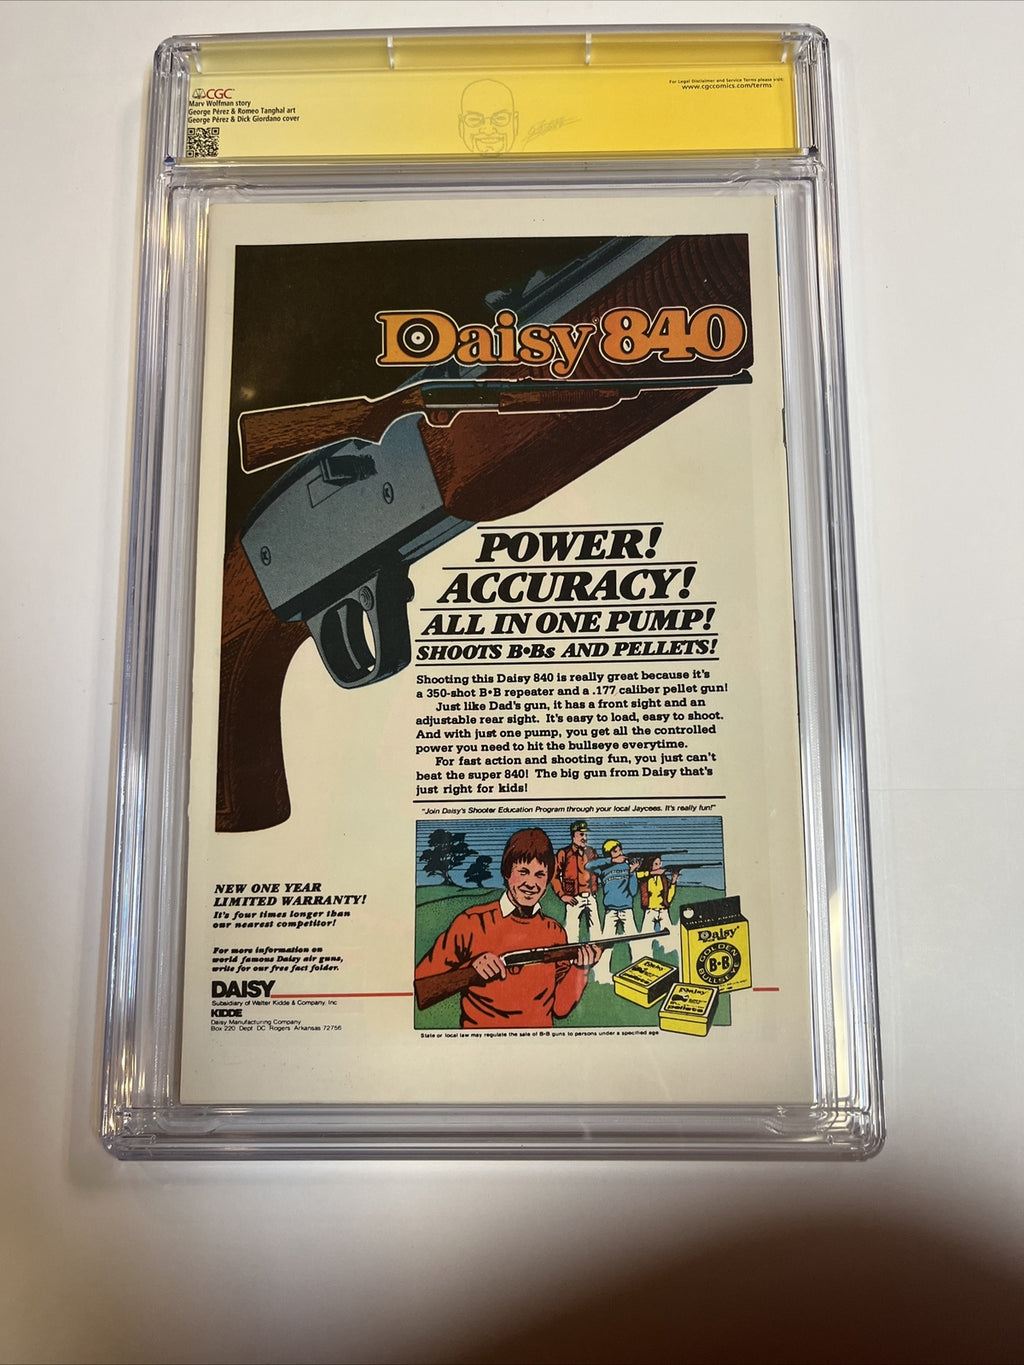 CGC
Marv Wolfman story
George Pérez & Romeo Tanghal art
George Pérez & Dick Giordano cover
For Legal Disclaimer and Service Terms please visit:
www.cgccomics.com/terms
Daisy® 840
POWER!
ACCURACY!
ALL IN ONE PUMP!
SHOOTS B•Bs AND PELLETS!
Shooting this Daisy 840 is really great because it's
a 350-shot B•B repeater and a .177 caliber pellet gun!
Just like Dad's gun, it has a front sight and an
adjustable rear sight. It's easy to load, easy to shoot.
And with just one pump, you get all the controlled
power you need to hit the bullseye everytime.
For fast action and shooting fun, you just can't
beat the super 840! The big gun from Daisy that's
just right for kids!
"Join Daisy's Shooter Education Program through your local Jaycees. It's really fun!"
NEW ONE YEAR
LIMITED WARRANTY!
It's four times longer than
our nearest competitor!
For more information on
world famous Daisy air guns,
write for our free fact folder.
DAISY
Subsidiary of Walter Kidde & Company, Inc
KIDDE
Daisy Manufacturing Company
Box 220 Dept DC Rogers Arkansas 72756
Daisy
GOLDEN
B•B
BULLSEYE
Daisy
pellets
State or local law may regulate the sale of B•B guns to persons under a specified age